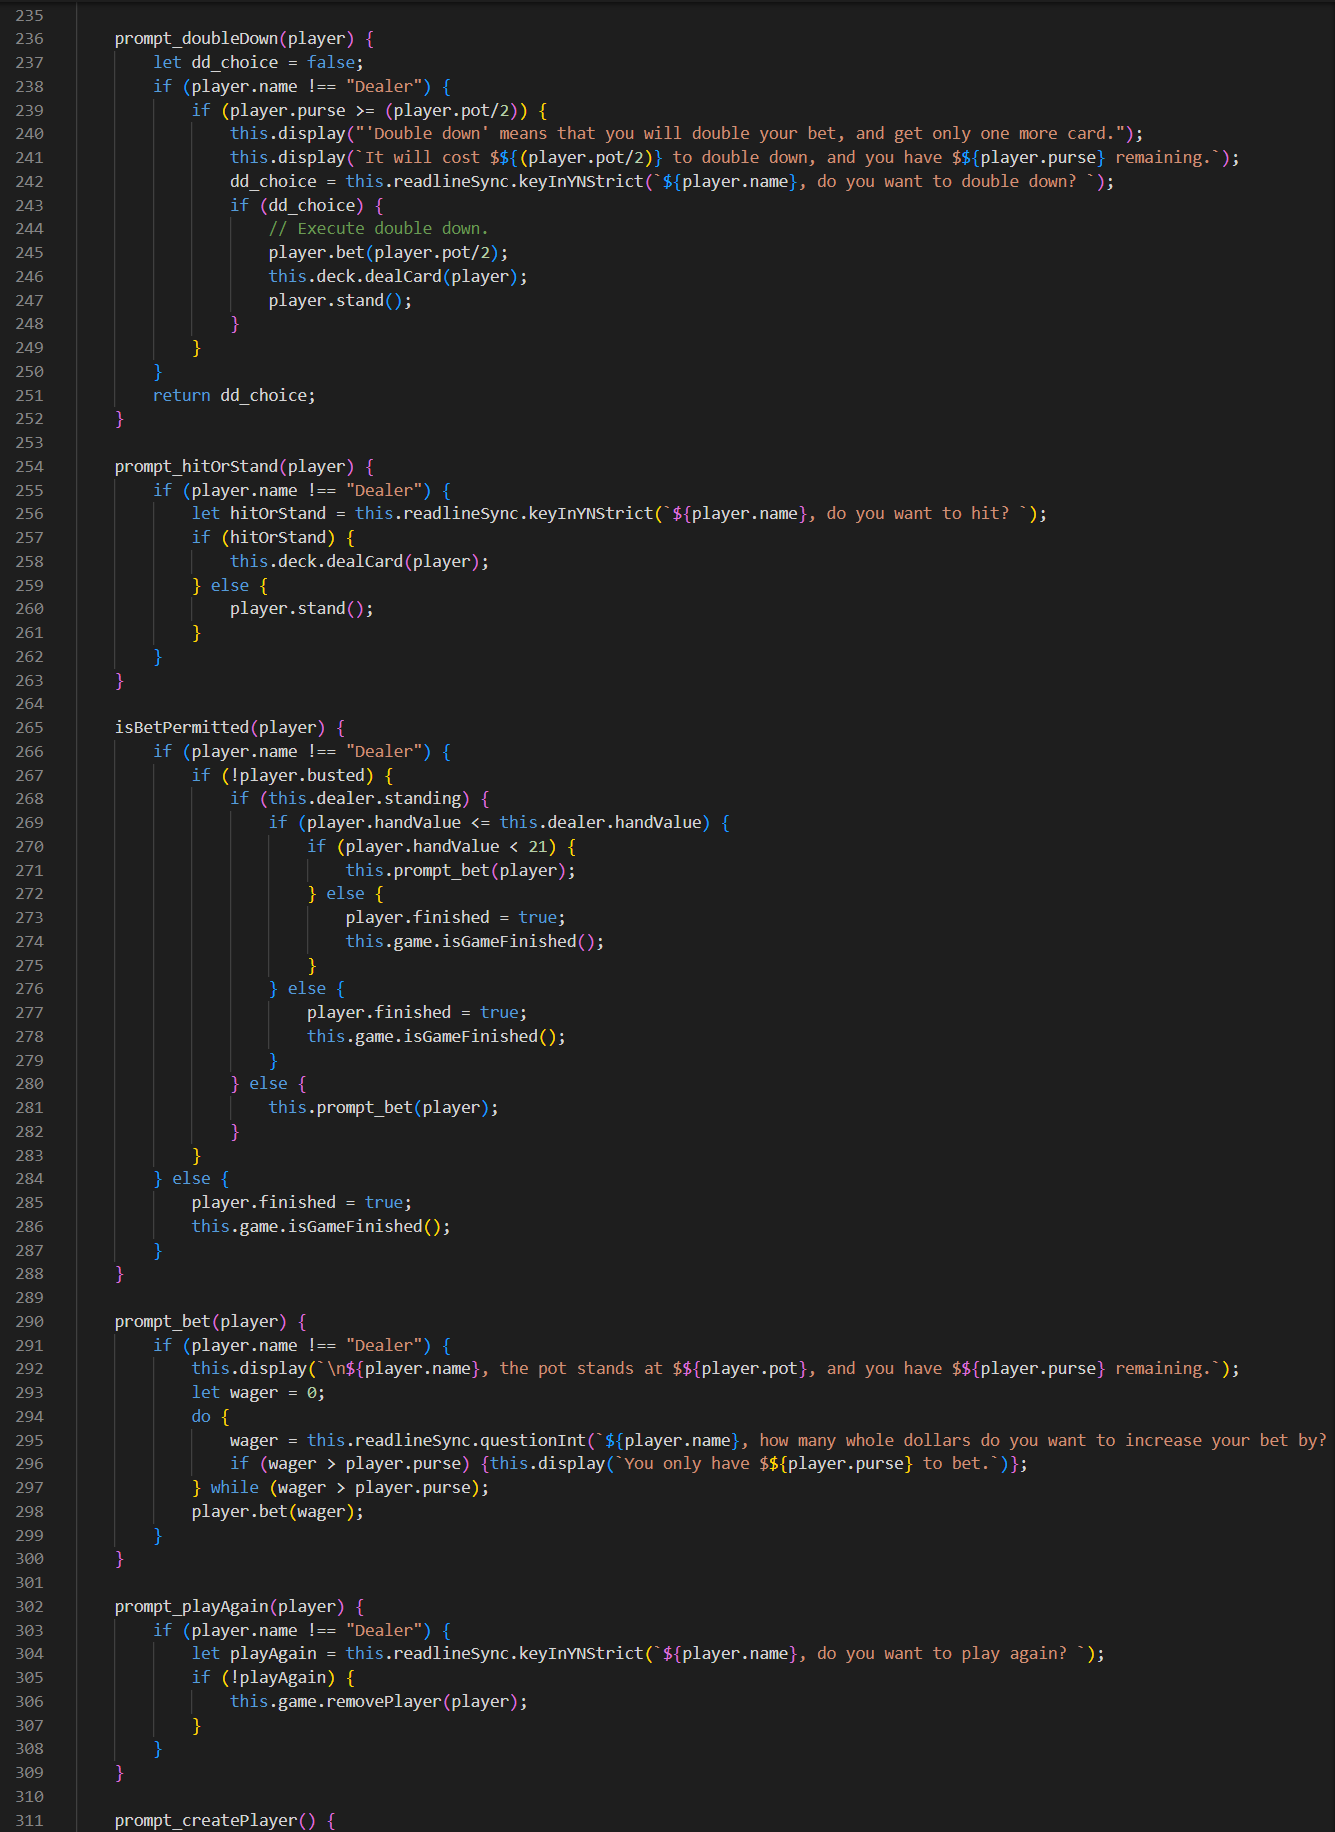 235
236 prompt_doubleDown(player) {
237 let dd_choice = false;
238 if (player.name !== "Dealer") {
239 if (player.purse >= (player.pot/2)) {
240 this.display("'Double down' means that you will double your bet, and get only one more card.");
241 this.display(`It will cost $${(player.pot/2)} to double down, and you have $${player.purse} remaining.`);
242 dd_choice = this.readlineSync.keyInYNStrict(`${player.name}, do you want to double down? `);
243 if (dd_choice) {
244 // Execute double down.
245 player.bet(player.pot/2);
246 this.deck.dealCard(player);
247 player.stand();
248 }
249 }
250 }
251 return dd_choice;
252 }
253
254 prompt_hitOrStand(player) {
255 if (player.name !== "Dealer") {
256 let hitOrStand = this.readlineSync.keyInYNStrict(`${player.name}, do you want to hit? `);
257 if (hitOrStand) {
258 this.deck.dealCard(player);
259 } else {
260 player.stand();
261 }
262 }
263 }
264
265 isBetPermitted(player) {
266 if (player.name !== "Dealer") {
267 if (!player.busted) {
268 if (this.dealer.standing) {
269 if (player.handValue <= this.dealer.handValue) {
270 if (player.handValue < 21) {
271 this.prompt_bet(player);
272 } else {
273 player.finished = true;
274 this.game.isGameFinished();
275 }
276 } else {
277 player.finished = true;
278 this.game.isGameFinished();
279 }
280 } else {
281 this.prompt_bet(player);
282 }
283 }
284 } else {
285 player.finished = true;
286 this.game.isGameFinished();
287 }
288 }
289
290 prompt_bet(player) {
291 if (player.name !== "Dealer") {
292 this.display(`\n${player.name}, the pot stands at $${player.pot}, and you have $${player.purse} remaining.`);
293 let wager = 0;
294 do {
295 wager = this.readlineSync.questionInt(`${player.name}, how many whole dollars do you want to increase your bet by?
296 if (wager > player.purse) {this.display(`You only have $${player.purse} to bet.`)};
297 } while (wager > player.purse);
298 player.bet(wager);
299 }
300 }
301
302 prompt_playAgain(player) {
303 if (player.name !== "Dealer") {
304 let playAgain = this.readlineSync.keyInYNStrict(`${player.name}, do you want to play again? `);
305 if (!playAgain) {
306 this.game.removePlayer(player);
307 }
308 }
309 }
310
311 prompt_createPlayer() {